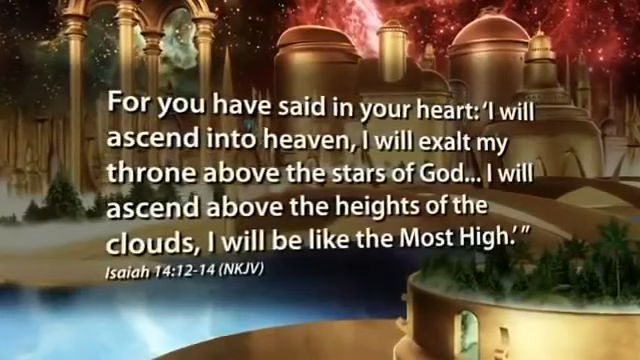 For you have said in your heart: ‘I will
ascend into heaven, I will exalt my
throne above the stars of God... I will
ascend above the heights of the
clouds, I will be like the Most High.’ ”
Isaiah 14:12-14 (NKJV)